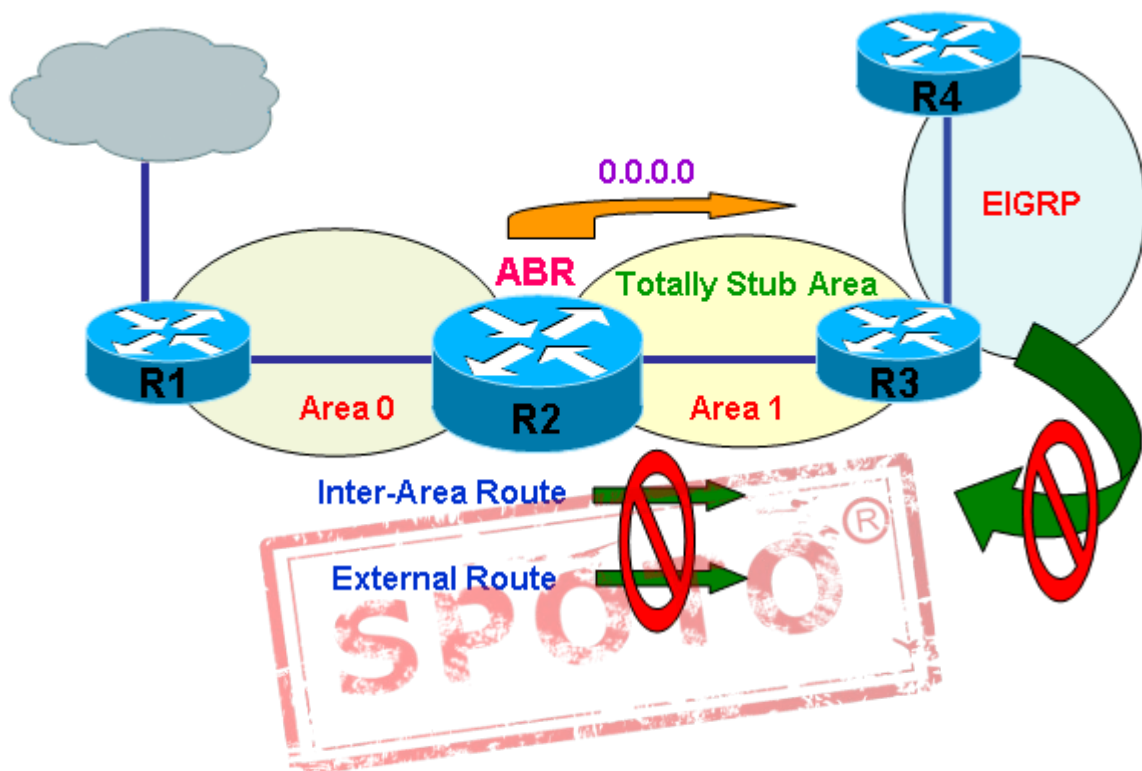 R4
0.0.0.0
EIGRP
ABR
Totally Stub Area
R1
Area 0
R2
Area 1
R3
Inter-Area Route
External Route
SPOTO ®